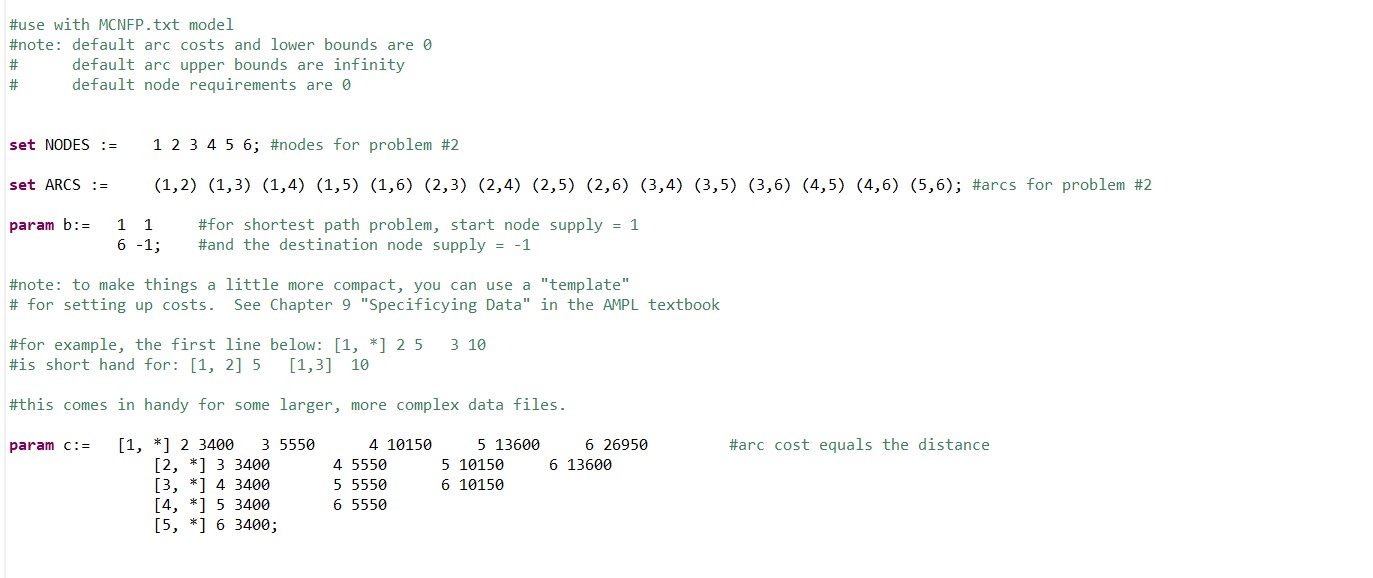 #use with MCNFP.txt model
#note: default arc costs and lower bounds are 0
#      default arc upper bounds are infinity
#      default node requirements are 0
set NODES :=    1 2 3 4 5 6; #nodes for problem #2
set ARCS :=     (1,2) (1,3) (1,4) (1,5) (1,6) (2,3) (2,4) (2,5) (2,6) (3,4) (3,5) (3,6) (4,5) (4,6) (5,6); #arcs for problem #2
param b:=   1  1     #for shortest path problem, start node supply = 1
            6 -1;    #and the destination node supply = -1
#note: to make things a little more compact, you can use a "template"
# for setting up costs.  See Chapter 9 "Specificying Data" in the AMPL textbook
#for example, the first line below: [1, *] 2 5   3 10
#is short hand for: [1, 2] 5   [1,3]  10
#this comes in handy for some larger, more complex data files.
param c:=   [1, *] 2 3400   3 5550      4 10150     5 13600     6 26950         #arc cost equals the distance
                [2, *] 3 3400       4 5550      5 10150     6 13600
                [3, *] 4 3400       5 5550      6 10150
                [4, *] 5 3400       6 5550
                [5, *] 6 3400;